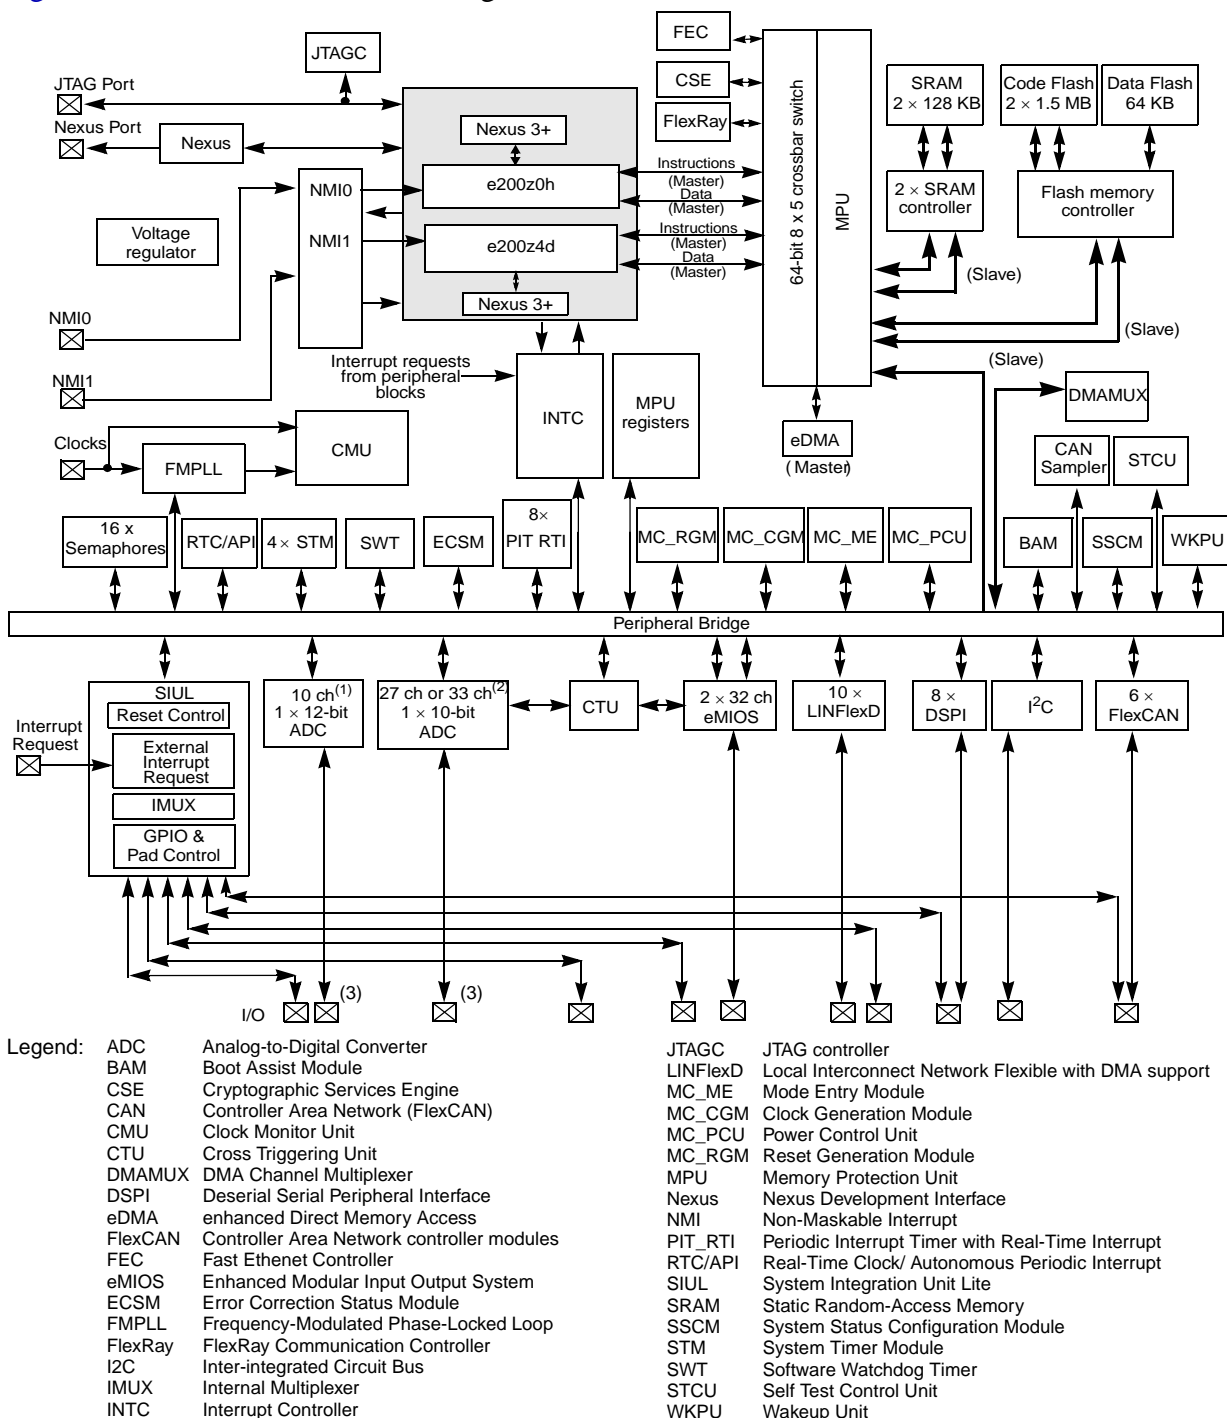 JTAGC
FEC
CSE
FlexRay
64-bit 8 x 5 crossbar switch
MPU
SRAM
2 × 128 KB
Code Flash
2 × 1.5 MB
Data Flash
64 KB
JTAG Port
Nexus Port
Nexus
Nexus 3+
e200z0h
e200z4d
Nexus 3+
NMI0
NMI1
Instructions
(Master)
Data
(Master)
Instructions
(Master)
Data
(Master)
2 × SRAM
controller
Flash memory
controller
(Slave)
(Slave)
(Slave)
Voltage
regulator
NMI0
NMI1
Interrupt requests
from peripheral
blocks
INTC
MPU
registers
eDMA
(Master)
DMAMUX
Clocks
FMPLL
CMU
CAN
Sampler
STCU
16 x
Semaphores
RTC/API
4 × STM
SWT
ECSM
8×
PIT RTI
MC_RGM
MC_CGM
MC_ME
MC_PCU
BAM
SSCM
WKPU
Peripheral Bridge
SIUL
Reset Control
External
Interrupt
Request
IMUX
GPIO &
Pad Control
Interrupt
Request
10 ch(1)
1 × 12-bit
ADC
27 ch or 33 ch(2)
1 × 10-bit
ADC
CTU
2 × 32 ch
eMIOS
10 ×
LINFlexD
8 ×
DSPI
I²C
6 ×
FlexCAN
I/O
(3)
(3)
Legend:
ADC Analog-to-Digital Converter
BAM Boot Assist Module
CSE Cryptographic Services Engine
CAN Controller Area Network (FlexCAN)
CMU Clock Monitor Unit
CTU Cross Triggering Unit
DMAMUX DMA Channel Multiplexer
DSPI Deserial Serial Peripheral Interface
eDMA enhanced Direct Memory Access
FlexCAN Controller Area Network controller modules
FEC Fast Ethenet Controller
eMIOS Enhanced Modular Input Output System
ECSM Error Correction Status Module
FMPLL Frequency-Modulated Phase-Locked Loop
FlexRay FlexRay Communication Controller
I2C Inter-integrated Circuit Bus
IMUX Internal Multiplexer
INTC Interrupt Controller
JTAGC JTAG controller
LINFlexD Local Interconnect Network Flexible with DMA support
MC_ME Mode Entry Module
MC_CGM Clock Generation Module
MC_PCU Power Control Unit
MC_RGM Reset Generation Module
MPU Memory Protection Unit
Nexus Nexus Development Interface
NMI Non-Maskable Interrupt
PIT_RTI Periodic Interrupt Timer with Real-Time Interrupt
RTC/API Real-Time Clock/ Autonomous Periodic Interrupt
SIUL System Integration Unit Lite
SRAM Static Random-Access Memory
SSCM System Status Configuration Module
STM System Timer Module
SWT Software Watchdog Timer
STCU Self Test Control Unit
WKPU Wakeup Unit